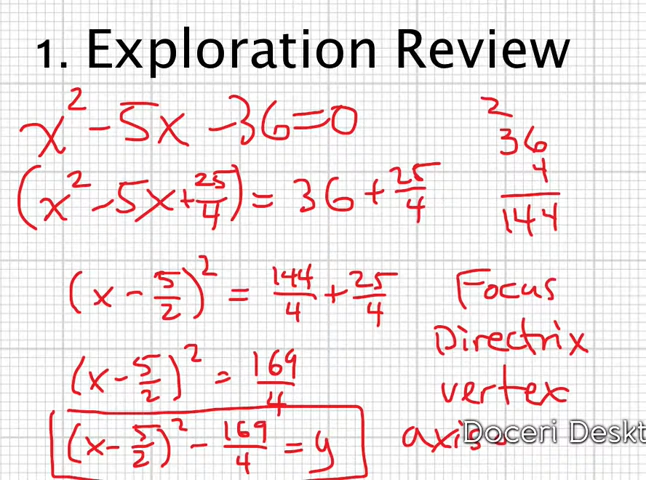 1. Exploration Review
x² - 5x - 36 = 0
(x² - 5x + 25/4) = 36 + 25/4
(x - 5/2)² = 144/4 + 25/4
(x - 5/2)² = 169/4
(x - 5/2)² - 169/4 = y
2
36
4
144
Focus
Directrix
vertex
axis
Doceri Deskt